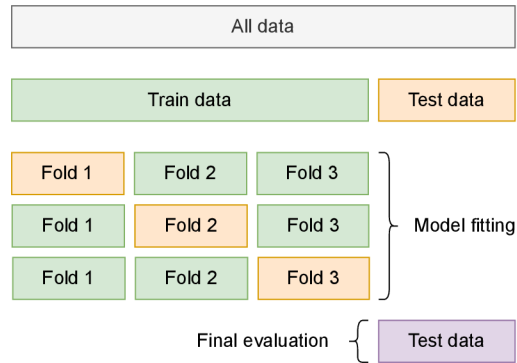 All data
Train data Test data
Fold 1 Fold 2 Fold 3
Fold 1 Fold 2 Fold 3 Model fitting
Fold 1 Fold 2 Fold 3
Final evaluation Test data